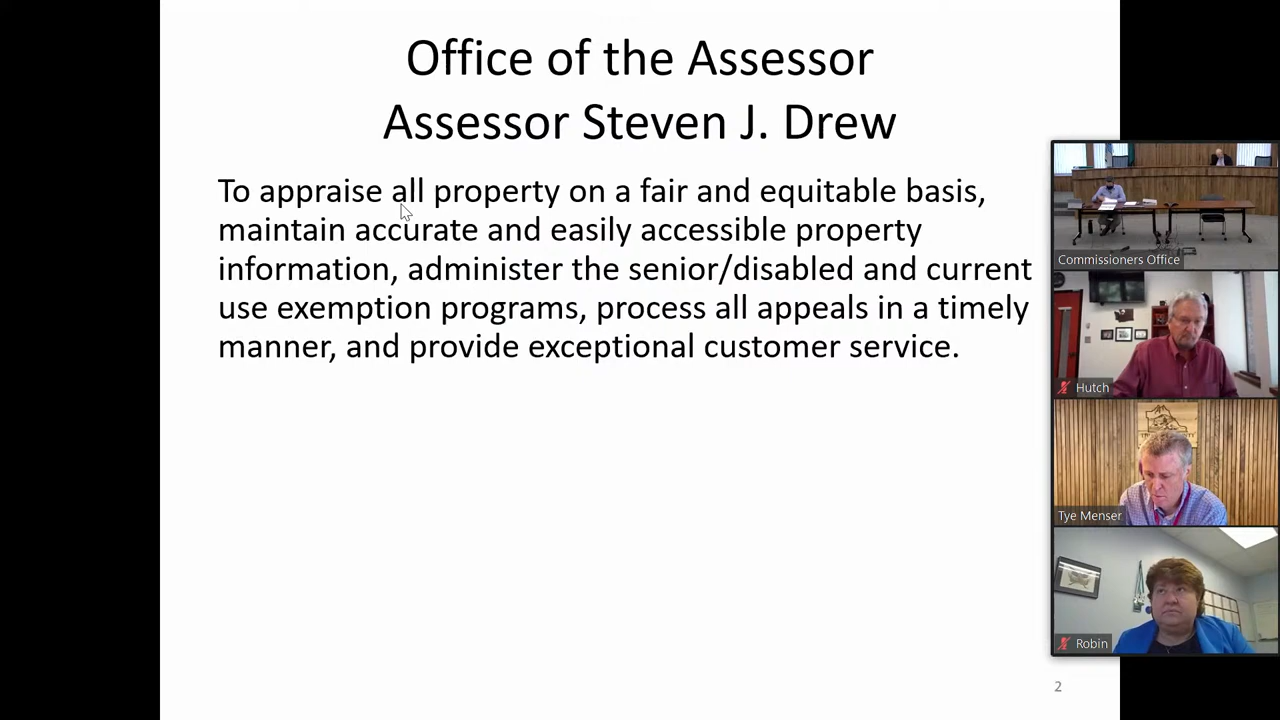 Office of the Assessor
Assessor Steven J. Drew
To appraise all property on a fair and equitable basis,
maintain accurate and easily accessible property
information, administer the senior/disabled and current
use exemption programs, process all appeals in a timely
manner, and provide exceptional customer service.
Commissioners Office
Hutch
Tye Menser
Robin
2